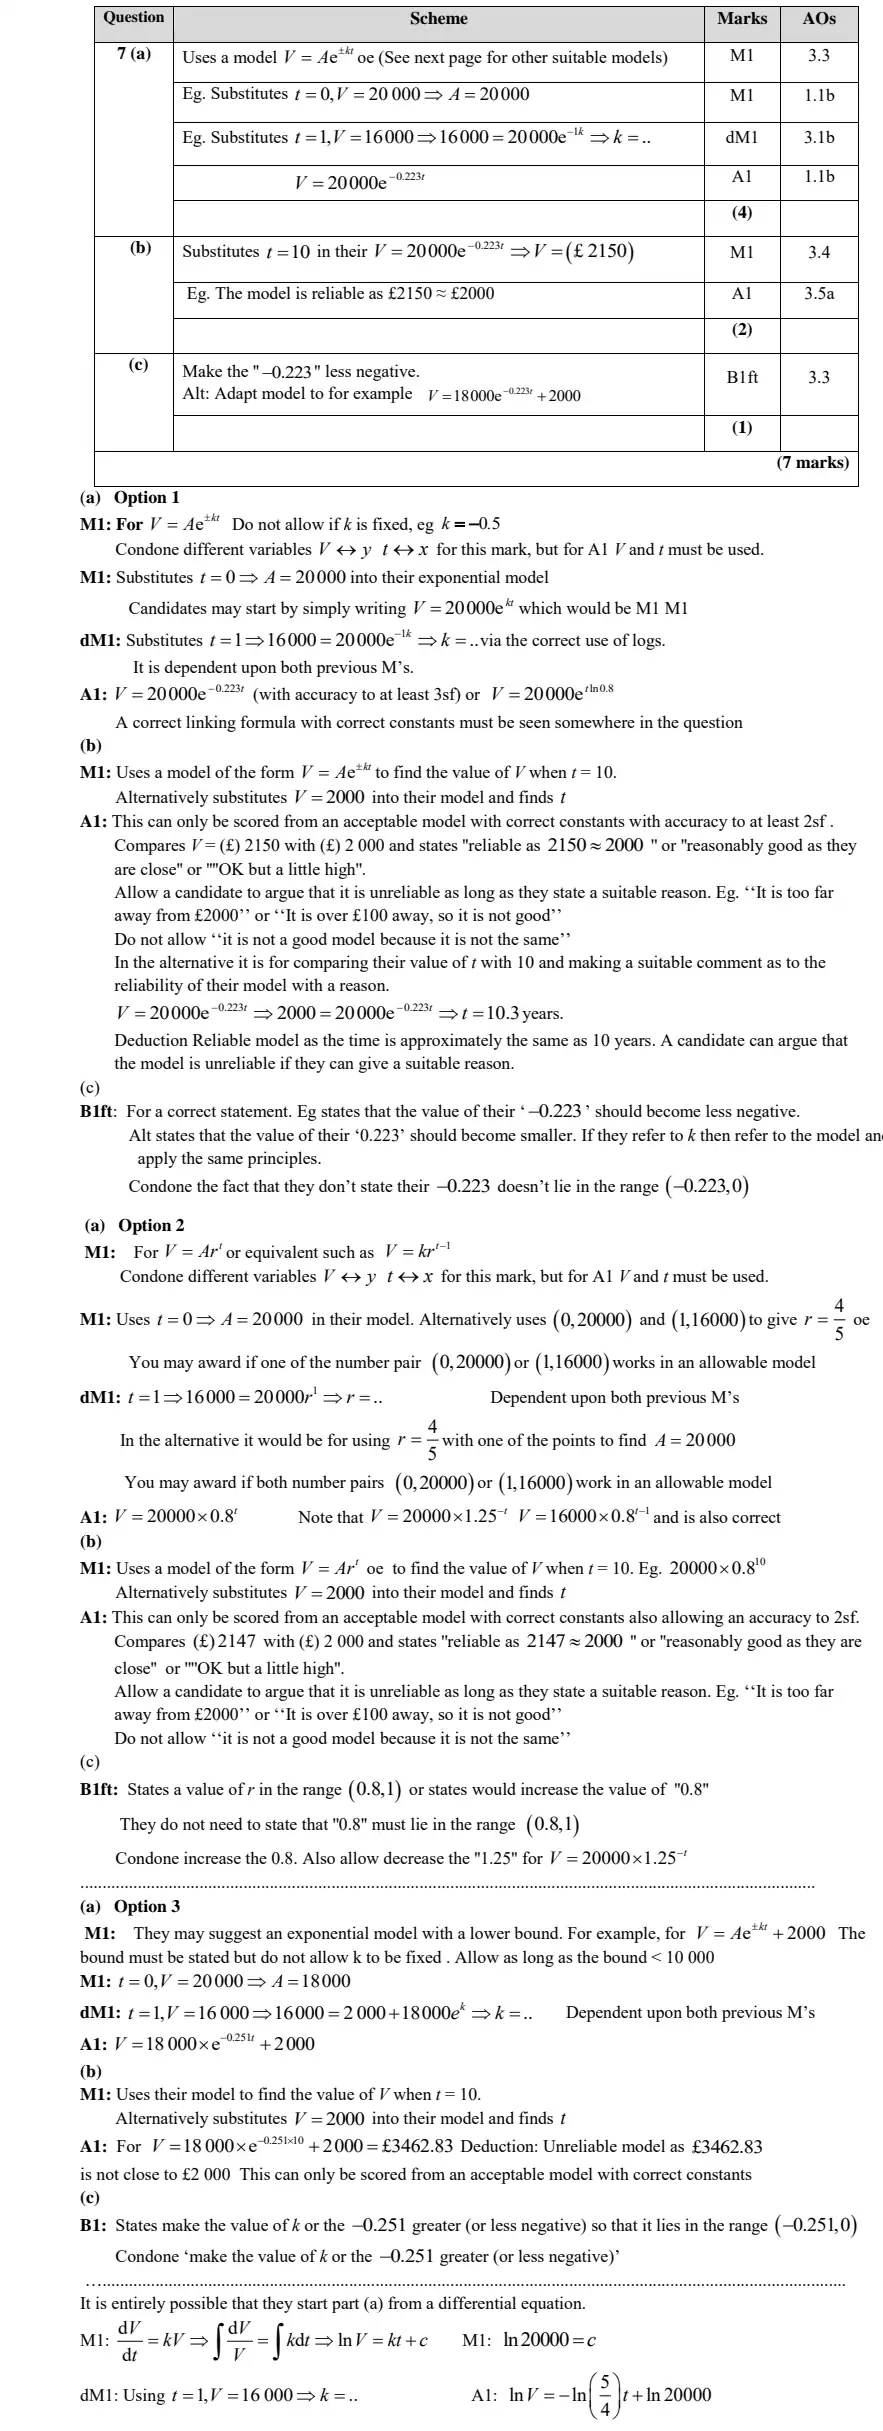 Question Scheme Marks AOs
7 (a) Uses a model V = Ae^{±kt} oe (See next page for other suitable models) M1 3.3
Eg. Substitutes t = 0, V = 20 000 ⇒ A = 20000 M1 1.1b
Eg. Substitutes t = 1, V = 16000 ⇒ 16000 = 20000e^{−1k} ⇒ k = .. dM1 3.1b
V = 20000e^{−0.223t} A1 1.1b
(4)
(b) Substitutes t = 10 in their V = 20000e^{−0.223t} ⇒ V = (£ 2150) M1 3.4
Eg. The model is reliable as £2150 ≈ £2000 A1 3.5a
(2)
(c) Make the "−0.223" less negative.
Alt: Adapt model to for example V = 18000e^{−0.223t} + 2000 B1ft 3.3
(1)
(7 marks)
(a) Option 1
M1: For V = Ae^{±kt} Do not allow if k is fixed, eg k = −0.5
Condone different variables V ↔ y t ↔ x for this mark, but for A1 V and t must be used.
M1: Substitutes t = 0 ⇒ A = 20000 into their exponential model
Candidates may start by simply writing V = 20000e^{kt} which would be M1 M1
dM1: Substitutes t = 1 ⇒ 16000 = 20000e^{−1k} ⇒ k = .. via the correct use of logs.
It is dependent upon both previous M's.
A1: V = 20000e^{−0.223t} (with accuracy to at least 3sf) or V = 20000e^{t ln0.8}
A correct linking formula with correct constants must be seen somewhere in the question
(b)
M1: Uses a model of the form V = Ae^{±kt} to find the value of V when t = 10.
Alternatively substitutes V = 2000 into their model and finds t
A1: This can only be scored from an acceptable model with correct constants with accuracy to at least 2sf .
Compares V = (£) 2150 with (£) 2 000 and states "reliable as 2150 ≈ 2000 " or "reasonably good as they
are close" or ""OK but a little high".
Allow a candidate to argue that it is unreliable as long as they state a suitable reason. Eg. ‘‘It is too far
away from £2000’’ or ‘‘It is over £100 away, so it is not good’’
Do not allow ‘‘it is not a good model because it is not the same’’
In the alternative it is for comparing their value of t with 10 and making a suitable comment as to the
reliability of their model with a reason.
V = 20000e^{−0.223t} ⇒ 2000 = 20000e^{−0.223t} ⇒ t = 10.3 years.
Deduction Reliable model as the time is approximately the same as 10 years. A candidate can argue that
the model is unreliable if they can give a suitable reason.
(c)
B1ft: For a correct statement. Eg states that the value of their ‘−0.223’ should become less negative.
Alt states that the value of their ‘0.223’ should become smaller. If they refer to k then refer to the model an
apply the same principles.
Condone the fact that they don’t state their −0.223 doesn’t lie in the range (−0.223,0)
(a) Option 2
M1: For V = Ar^{t} or equivalent such as V = kr^{t−1}
Condone different variables V ↔ y t ↔ x for this mark, but for A1 V and t must be used.
M1: Uses t = 0 ⇒ A = 20000 in their model. Alternatively uses (0,20000) and (1,16000) to give r = 4/5 oe
You may award if one of the number pair (0,20000) or (1,16000) works in an allowable model
dM1: t = 1 ⇒ 16000 = 20000r^{1} ⇒ r = .. Dependent upon both previous M’s
In the alternative it would be for using r = 4/5 with one of the points to find A = 20000
You may award if both number pairs (0,20000) or (1,16000) work in an allowable model
A1: V = 20000×0.8^{t} Note that V = 20000×1.25^{−t} V = 16000×0.8^{t−1} and is also correct
(b)
M1: Uses a model of the form V = Ar^{t} oe to find the value of V when t = 10. Eg. 20000×0.8^{10}
Alternatively substitutes V = 2000 into their model and finds t
A1: This can only be scored from an acceptable model with correct constants also allowing an accuracy to 2sf.
Compares (£)2147 with (£) 2 000 and states "reliable as 2147 ≈ 2000 " or "reasonably good as they are
close" or ""OK but a little high".
Allow a candidate to argue that it is unreliable as long as they state a suitable reason. Eg. ‘‘It is too far
away from £2000’’ or ‘‘It is over £100 away, so it is not good’’
Do not allow ‘‘it is not a good model because it is not the same’’
(c)
B1ft: States a value of r in the range (0.8,1) or states would increase the value of "0.8"
They do not need to state that "0.8" must lie in the range (0.8,1)
Condone increase the 0.8. Also allow decrease the "1.25" for V = 20000×1.25^{−t}
(a) Option 3
M1: They may suggest an exponential model with a lower bound. For example, for V = Ae^{±kt} + 2000 The
bound must be stated but do not allow k to be fixed . Allow as long as the bound < 10 000
M1: t = 0, V = 20000 ⇒ A = 18000
dM1: t = 1, V = 16 000 ⇒ 16000 = 2 000 + 18000e^{k} ⇒ k = .. Dependent upon both previous M’s
A1: V = 18 000×e^{−0.251t} + 2000
(b)
M1: Uses their model to find the value of V when t = 10.
Alternatively substitutes V = 2000 into their model and finds t
A1: For V = 18 000×e^{−0.251×10} + 2000 = £3462.83 Deduction: Unreliable model as £3462.83
is not close to £2 000 This can only be scored from an acceptable model with correct constants
(c)
B1: States make the value of k or the −0.251 greater (or less negative) so that it lies in the range (−0.251,0)
Condone ‘make the value of k or the −0.251 greater (or less negative)’
It is entirely possible that they start part (a) from a differential equation.
M1: dV/dt = kV ⇒ ∫dV/V = ∫kdt ⇒ ln V = kt + c M1: ln20000 = c
dM1: Using t = 1, V = 16 000 ⇒ k = .. A1: ln V = −ln(5/4)t + ln 20000